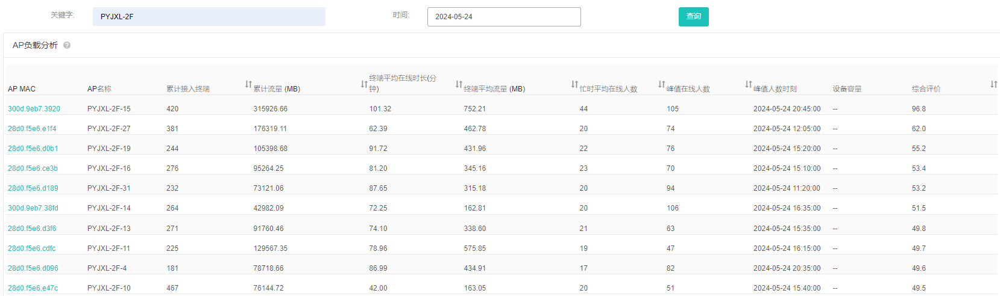 关键字: PYJXL-2F 时间: 2024-05-24 查询
AP负载分析 ?
AP MAC AP名称 累计接入终端 累计流量 (MB) 终端平均在线时长(分钟) 终端平均流量 (MB) 忙时平均在线人数 峰值在线人数 峰值人数时刻 设备容量 综合评价
300d.9eb7.3920 PYJXL-2F-15 420 315926.66 101.32 752.21 44 105 2024-05-24 20:45:00 -- 96.8
28d0.f5e6.e1f4 PYJXL-2F-27 381 176319.11 62.39 462.78 20 74 2024-05-24 12:05:00 -- 62.0
28d0.f5e6.d0b1 PYJXL-2F-19 244 105398.68 91.72 431.96 22 76 2024-05-24 15:20:00 -- 55.2
28d0.f5e6.ce3b PYJXL-2F-16 276 95264.25 81.20 345.16 23 70 2024-05-24 15:10:00 -- 53.4
28d0.f5e6.d189 PYJXL-2F-31 232 73121.06 87.65 315.18 20 94 2024-05-24 11:20:00 -- 53.2
300d.9eb7.38fd PYJXL-2F-14 264 42982.09 72.25 162.81 20 106 2024-05-24 16:35:00 -- 51.5
28d0.f5e6.d3f6 PYJXL-2F-13 271 91760.46 74.10 338.60 21 63 2024-05-24 15:35:00 -- 49.8
28d0.f5e6.cdfc PYJXL-2F-11 225 129567.35 78.96 575.85 19 47 2024-05-24 16:15:00 -- 49.7
28d0.f5e6.d096 PYJXL-2F-4 181 78718.66 86.99 434.91 17 82 2024-05-24 20:35:00 -- 49.6
28d0.f5e6.e47c PYJXL-2F-10 467 76144.72 42.00 163.05 20 51 2024-05-24 15:40:00 -- 49.5